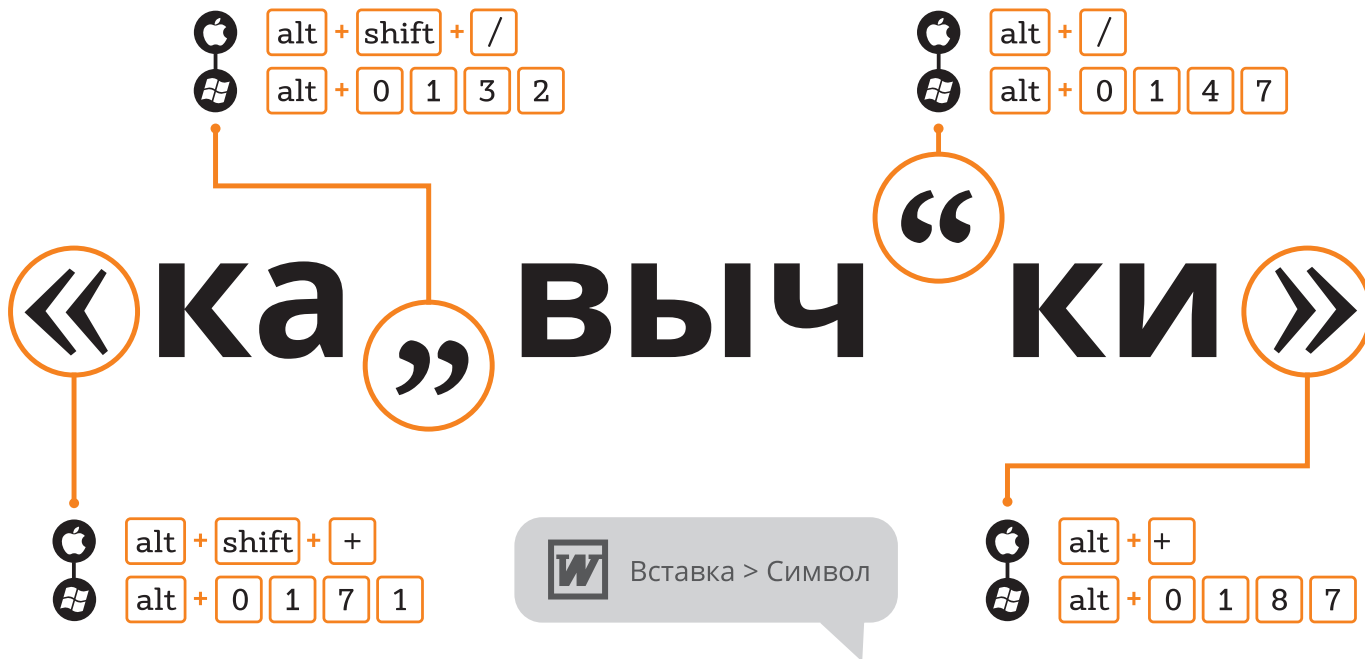 alt + shift + /
alt + 0 1 3 2
alt + /
alt + 0 1 4 7
«ка„выч“ки»
alt + shift + +
alt + 0 1 7 1
W Вставка > Символ
alt + +
alt + 0 1 8 7